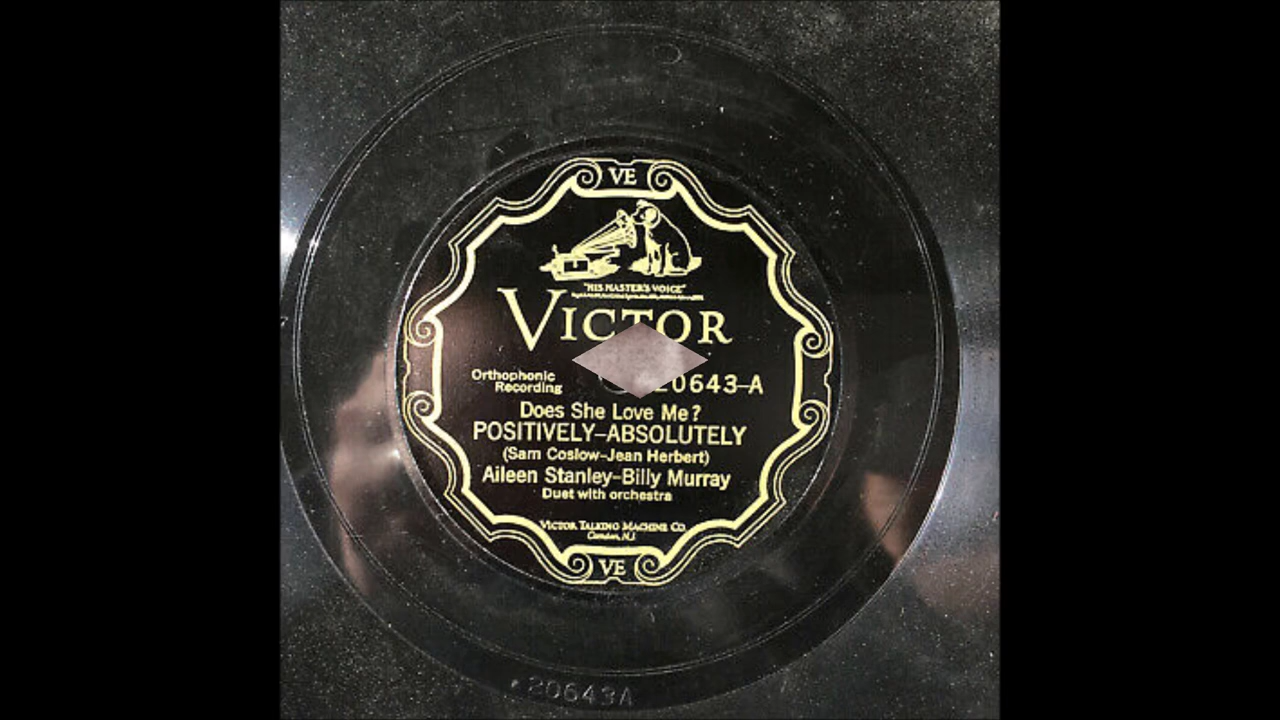 VE
"HIS MASTER'S VOICE"
VICTOR
Orthophonic
Recording
20643-A
Does She Love Me?
POSITIVELY-ABSOLUTELY
(Sam Coslow-Jean Herbert)
Aileen Stanley-Billy Murray
Duet with orchestra
VICTOR TALKING MACHINE CO.
Camden, N.J.
VE
20643A